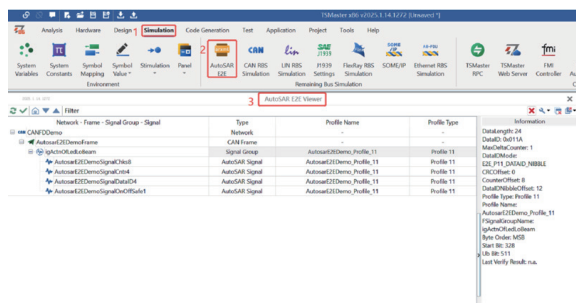 TSMaster x86 v2025.1.14.1272 [Unsaved *]
Analysis Hardware Design 1 Simulation Code Generation Test Application Project Tools Help
2
System Variables
System Constants
Symbol Mapping
Symbol Value
Stimulation
Panel
AutoSAR E2E
CAN RBS Simulation
LIN RBS Simulation
J1939 Settings
FlexRay RBS Simulation
SOME/IP
Ethernet RBS Simulation
TSMaster RPC
TSMaster Web Server
FMI Controller
Environment
Remaining Bus Simulation
3 AutoSAR E2E Viewer
Filter
Network - Frame - Signal Group - Signal Type Profile Name Profile Type Information
CANFDDemo Network - -
AutosarE2EDemoFrame CAN Frame - -
igActnOfLedLoBeam Signal Group AutosarE2EDemo_Profile_11 Profile 11
AutosarE2EDemoSignalChks8 AutoSAR Signal AutosarE2EDemo_Profile_11 Profile 11
AutosarE2EDemoSignalCntr4 AutoSAR Signal AutosarE2EDemo_Profile_11 Profile 11
AutosarE2EDemoSignalDataID4 AutoSAR Signal AutosarE2EDemo_Profile_11 Profile 11
AutosarE2EDemoSignalOnOffSafe1 AutoSAR Signal AutosarE2EDemo_Profile_11 Profile 11
DataLength: 24
DataID: 0x011A
MaxDeltaCounter: 1
DataIDMode:
E2E_P11_DATAID_NIBBLE
CRCOffset: 0
CounterOffset: 8
DataIDNibbleOffset: 12
Profile Type: Profile 11
Profile Name:
AutosarE2EDemo_Profile_11
FSignalGroupName:
igActnOfLedLoBeam
Byte Order: MSB
Start Bit: 328
Ub Bit: 511
Last Verify Result: n.a.